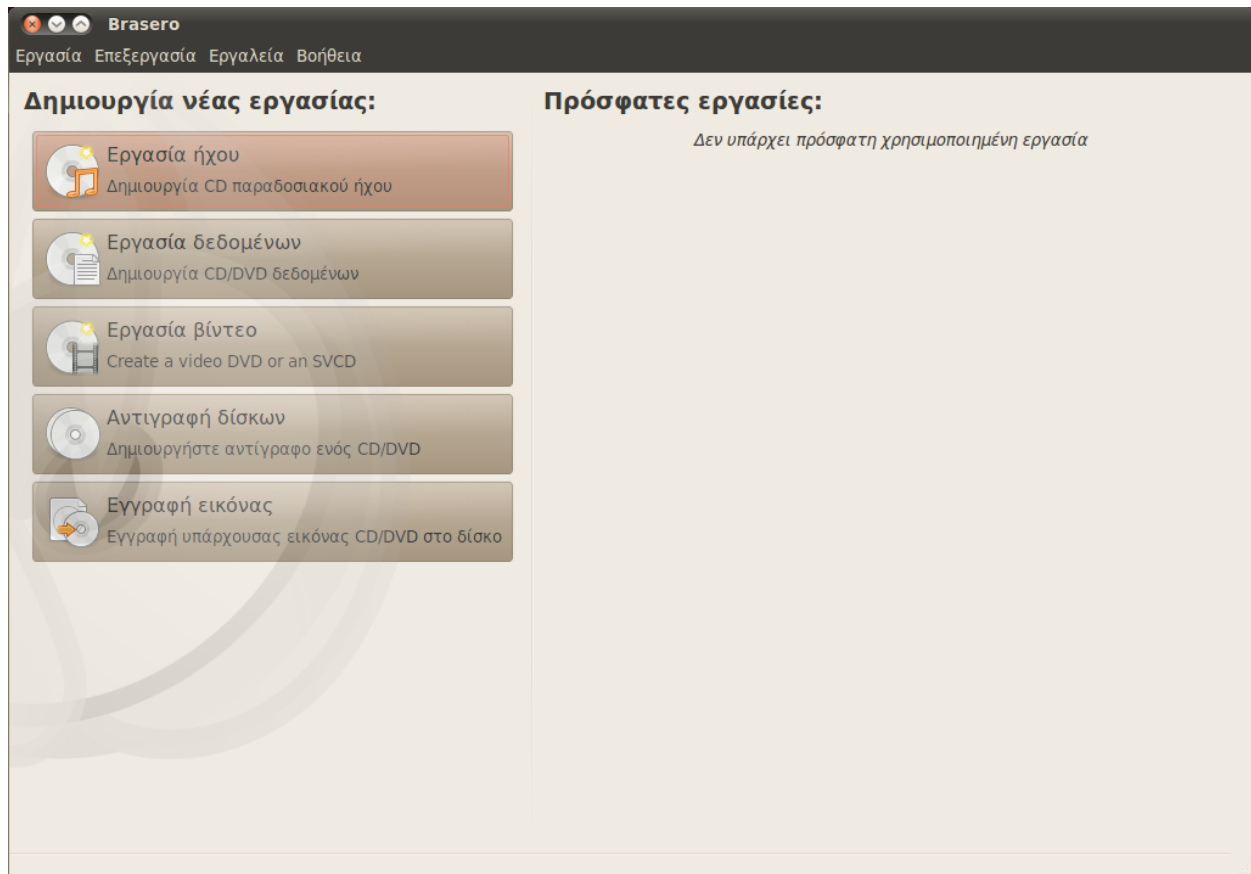 Brasero
Εργασία Επεξεργασία Εργαλεία Βοήθεια
Δημιουργία νέας εργασίας:
Εργασία ήχου
Δημιουργία CD παραδοσιακού ήχου
Εργασία δεδομένων
Δημιουργία CD/DVD δεδομένων
Εργασία βίντεο
Create a video DVD or an SVCD
Αντιγραφή δίσκων
Δημιουργήστε αντίγραφο ενός CD/DVD
Εγγραφή εικόνας
Εγγραφή υπάρχουσας εικόνας CD/DVD στο δίσκο
Πρόσφατες εργασίες:
Δεν υπάρχει πρόσφατη χρησιμοποιημένη εργασία